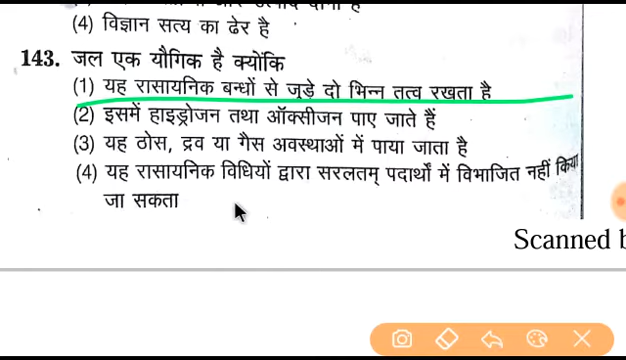 (4) विज्ञान सत्य का ढेर है
143. जल एक यौगिक है क्योंकि
(1) यह रासायनिक बन्धों से जुड़े दो भिन्न तत्व रखता है
(2) इसमें हाइड्रोजन तथा ऑक्सीजन पाए जाते हैं
(3) यह ठोस, द्रव या गैस अवस्थाओं में पाया जाता है
(4) यह रासायनिक विधियों द्वारा सरलतम् पदार्थों में विभाजित नहीं किया
जा सकता
Scanned